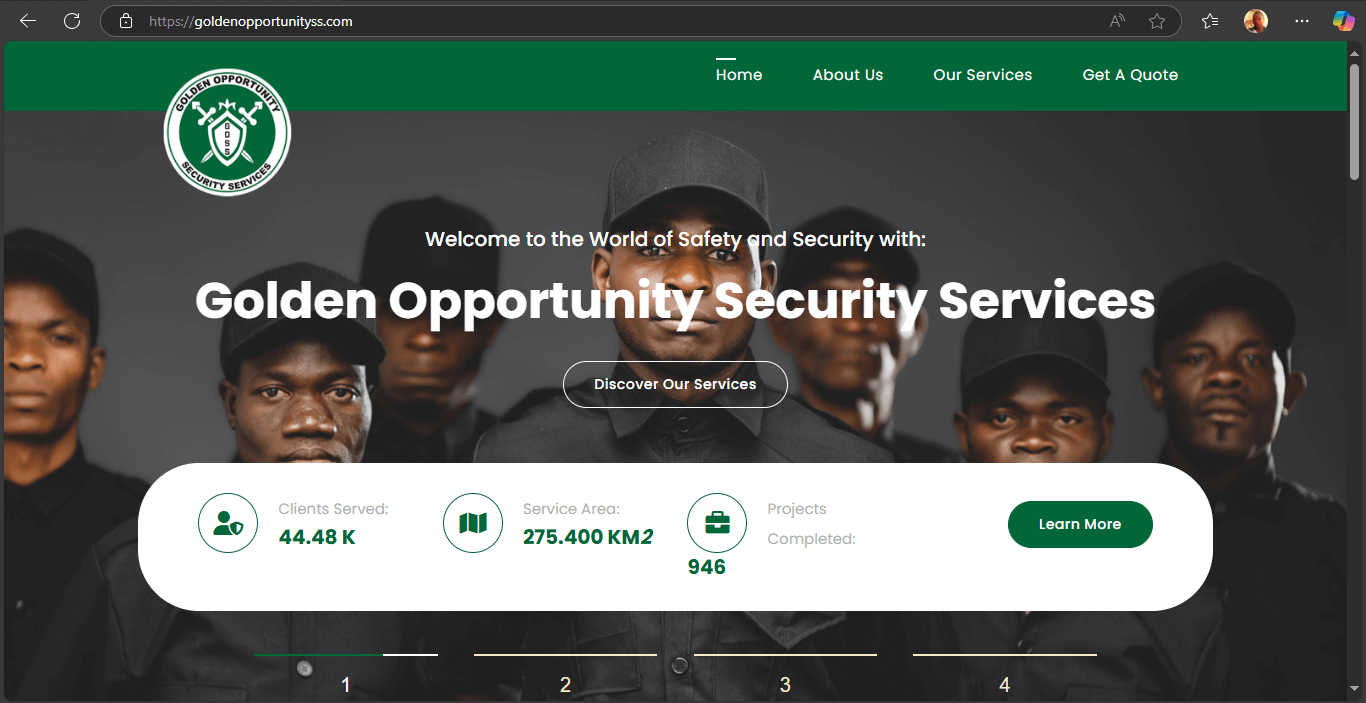 https://goldenopportunityss.com
Home About Us Our Services Get A Quote
GOLDEN OPPORTUNITY
GOSS
SECURITY SERVICES
Welcome to the World of Safety and Security with:
Golden Opportunity Security Services
Discover Our Services
Clients Served:
44.48 K
Service Area:
275.400 KM2
Projects
Completed:
946
Learn More
1 2 3 4